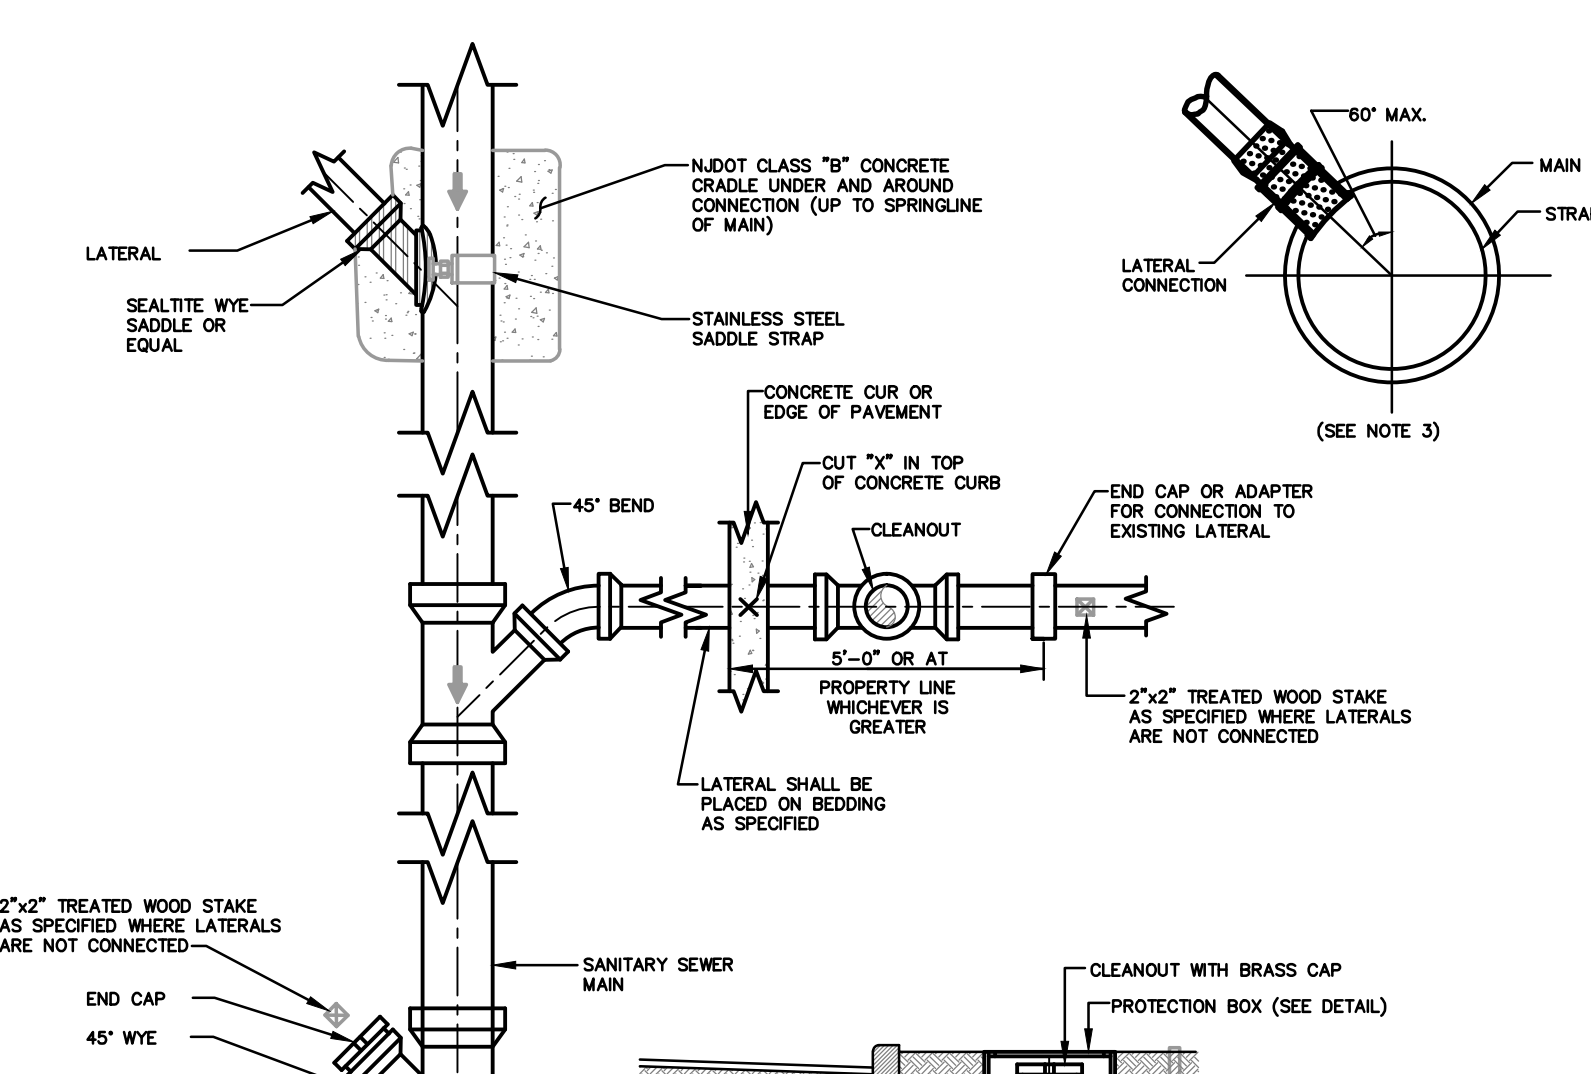 NJDOT CLASS "B" CONCRETE
CRADLE UNDER AND AROUND
CONNECTION (UP TO SPRINGLINE
OF MAIN)
LATERAL
SEALTITE WYE
SADDLE OR
EQUAL
STAINLESS STEEL
SADDLE STRAP
60° MAX.
MAIN
STRA
LATERAL
CONNECTION
(SEE NOTE 3)
CONCRETE CUR OR
EDGE OF PAVEMENT
CUT "X" IN TOP
OF CONCRETE CURB
45° BEND
CLEANOUT
END CAP OR ADAPTER
FOR CONNECTION TO
EXISTING LATERAL
5'-0" OR AT
PROPERTY LINE
WHICHEVER IS
GREATER
2"x2" TREATED WOOD STAKE
AS SPECIFIED WHERE LATERALS
ARE NOT CONNECTED
LATERAL SHALL BE
PLACED ON BEDDING
AS SPECIFIED
2"x2" TREATED WOOD STAKE
AS SPECIFIED WHERE LATERALS
ARE NOT CONNECTED
END CAP
45° WYE
SANITARY SEWER
MAIN
CLEANOUT WITH BRASS CAP
PROTECTION BOX (SEE DETAIL)